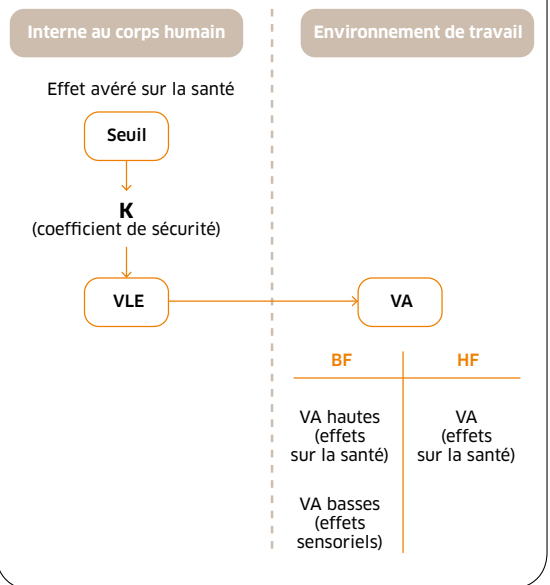 Interne au corps humain
Environnement de travail
Effet avéré sur la santé
Seuil
K
(coefficient de sécurité)
VLE
VA
BF
HF
VA hautes
(effets
sur la santé)
VA
(effets
sur la santé)
VA basses
(effets
sensoriels)